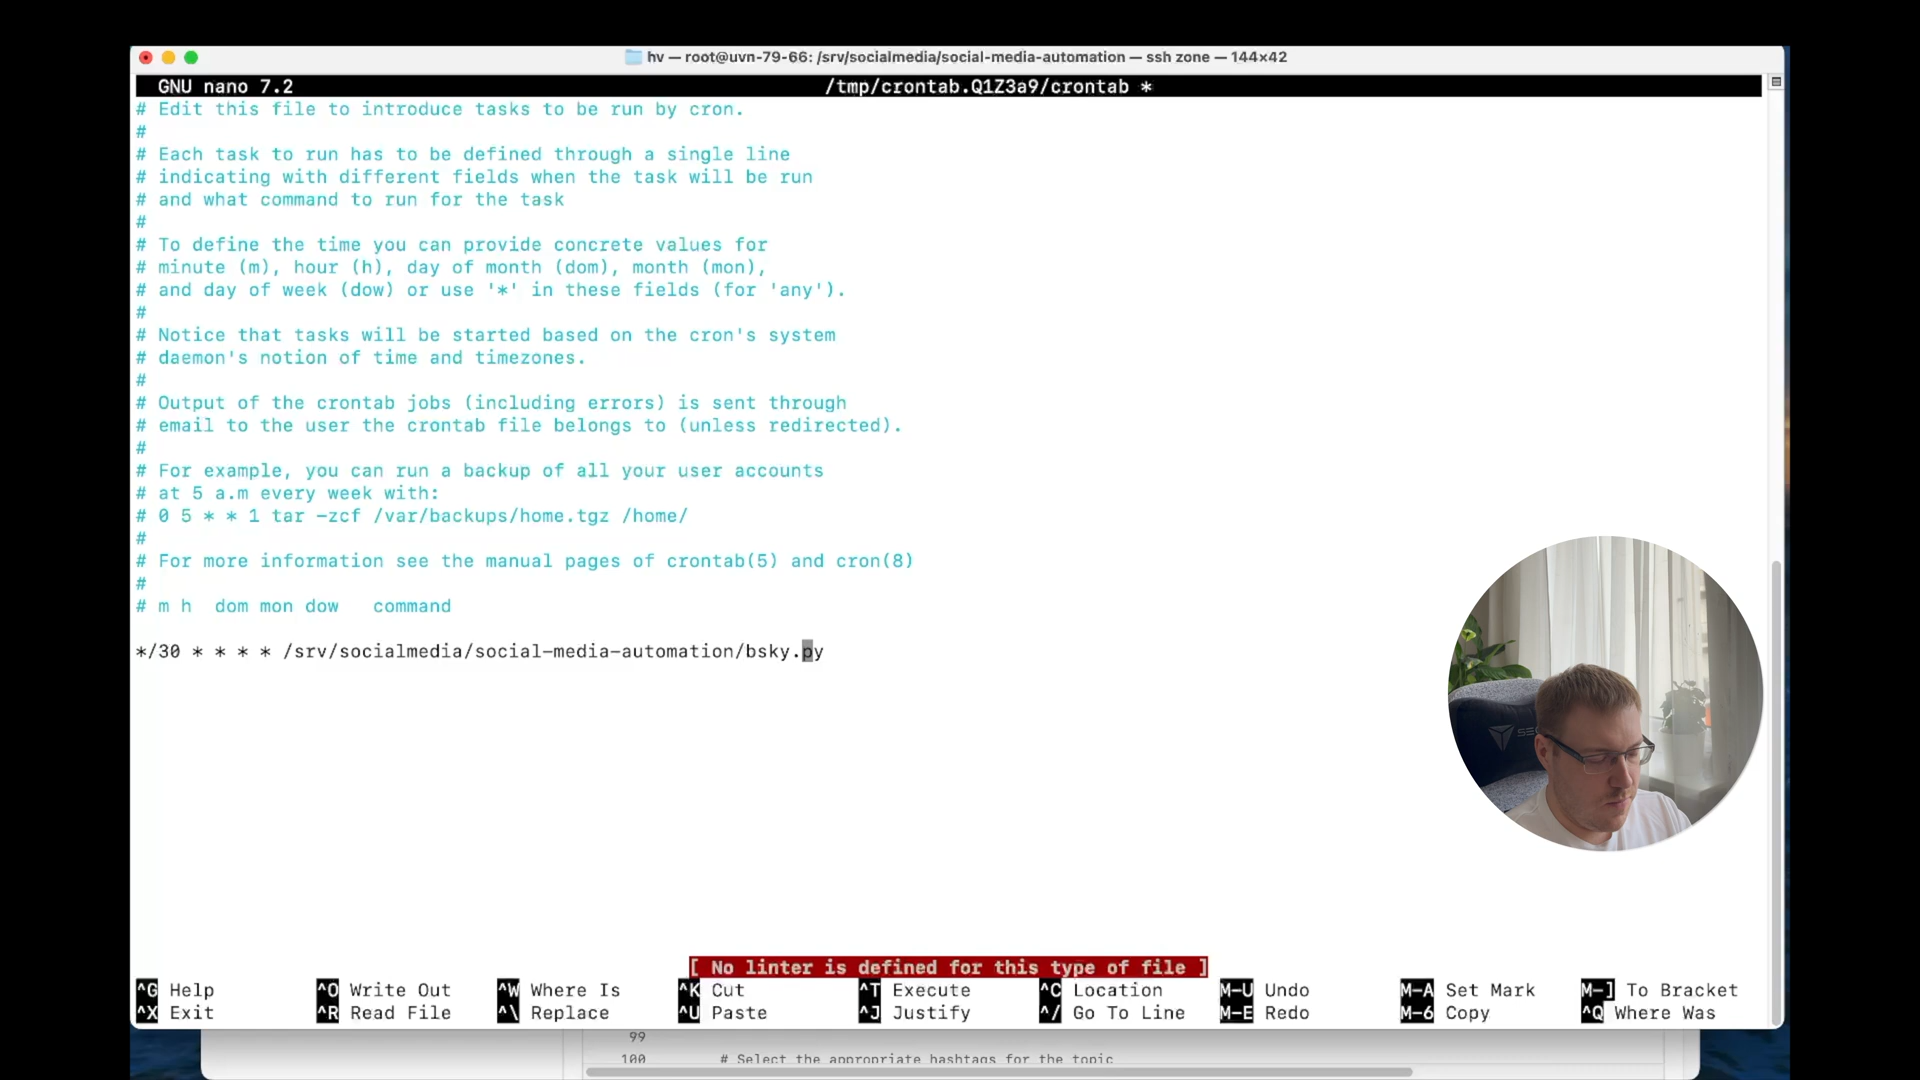 hv — root@uvn-79-66: /srv/socialmedia/social-media-automation — ssh zone — 144×42
GNU nano 7.2 /tmp/crontab.Q1Z3a9/crontab *
# Edit this file to introduce tasks to be run by cron.
#
# Each task to run has to be defined through a single line
# indicating with different fields when the task will be run
# and what command to run for the task
#
# To define the time you can provide concrete values for
# minute (m), hour (h), day of month (dom), month (mon),
# and day of week (dow) or use '*' in these fields (for 'any').
#
# Notice that tasks will be started based on the cron's system
# daemon's notion of time and timezones.
#
# Output of the crontab jobs (including errors) is sent through
# email to the user the crontab file belongs to (unless redirected).
#
# For example, you can run a backup of all your user accounts
# at 5 a.m every week with:
# 0 5 * * 1 tar -zcf /var/backups/home.tgz /home/
#
# For more information see the manual pages of crontab(5) and cron(8)
#
# m h  dom mon dow   command
*/30 * * * * /srv/socialmedia/social-media-automation/bsky.py
[ No linter is defined for this type of file ]
^G Help ^O Write Out ^W Where Is ^K Cut ^T Execute ^C Location M-U Undo M-A Set Mark M-] To Bracket
^X Exit ^R Read File ^\ Replace ^U Paste ^J Justify ^/ Go To Line M-E Redo M-6 Copy ^Q Where Was
99
100 # Select the appropriate hashtags for the topic